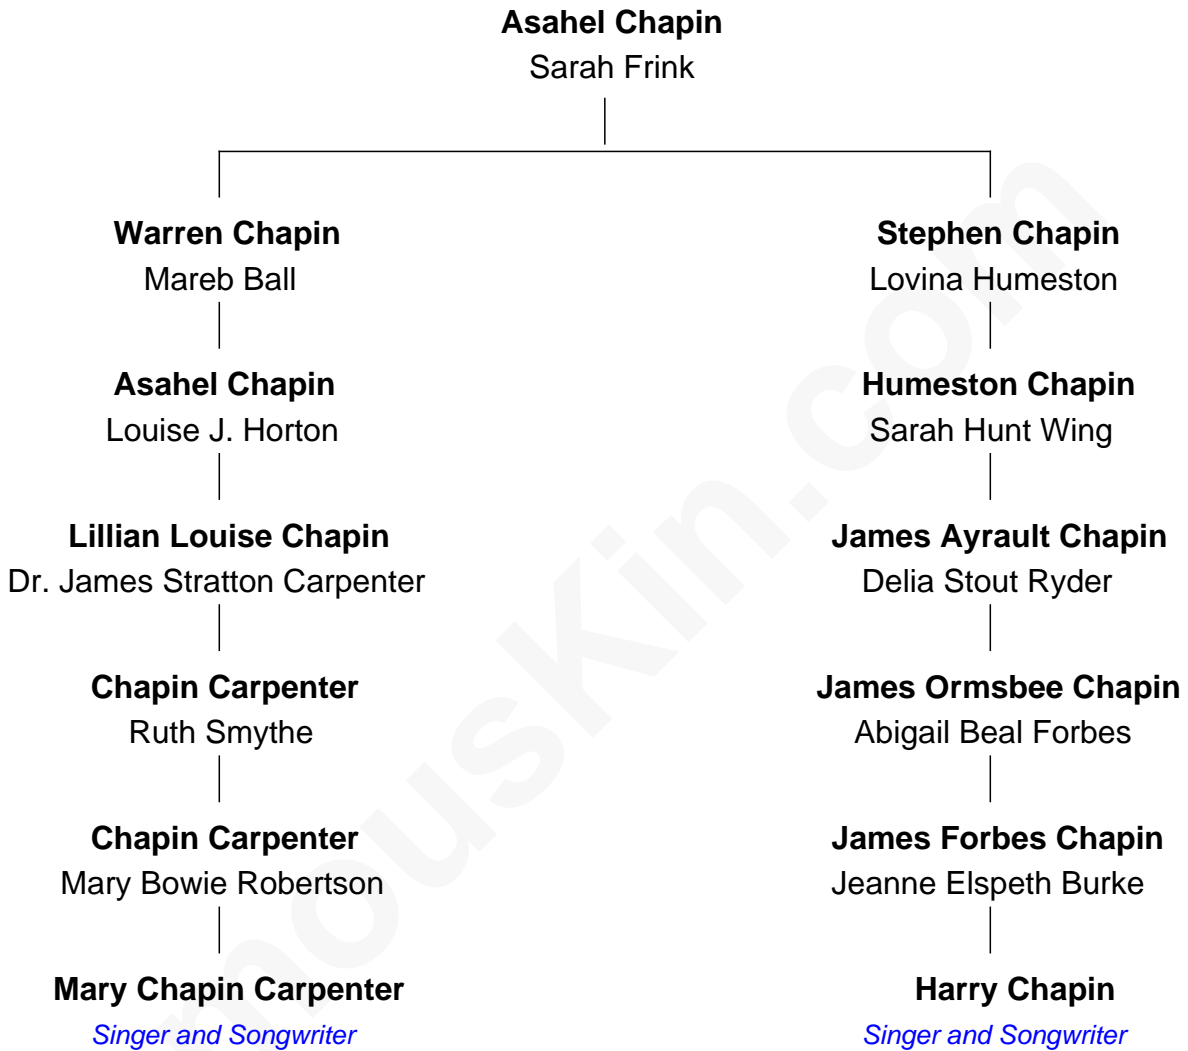 Asahel Chapin
Sarah Frink
Warren Chapin
Mareb Ball
Asahel Chapin
Louise J. Horton
Lillian Louise Chapin
Dr. James Stratton Carpenter
Chapin Carpenter
Ruth Smythe
Chapin Carpenter
Mary Bowie Robertson
Mary Chapin Carpenter
Singer and Songwriter
Stephen Chapin
Lovina Humeston
Humeston Chapin
Sarah Hunt Wing
James Ayrault Chapin
Delia Stout Ryder
James Ormsbee Chapin
Abigail Beal Forbes
James Forbes Chapin
Jeanne Elspeth Burke
Harry Chapin
Singer and Songwriter
mousKin.com